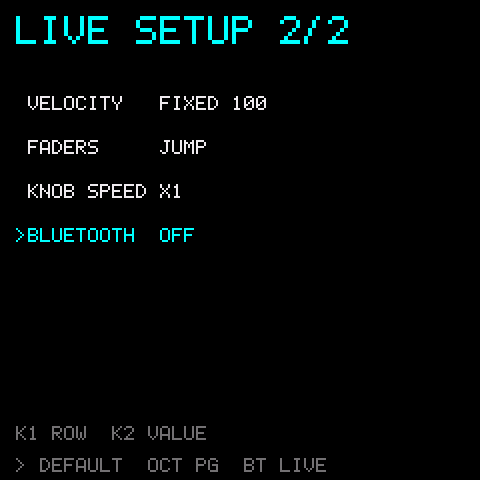 LIVE SETUP 2/2
VELOCITY FIXED 100
FADERS JUMP
KNOB SPEED X1
>BLUETOOTH OFF
K1 ROW K2 VALUE
> DEFAULT OCT PG BT LIVE